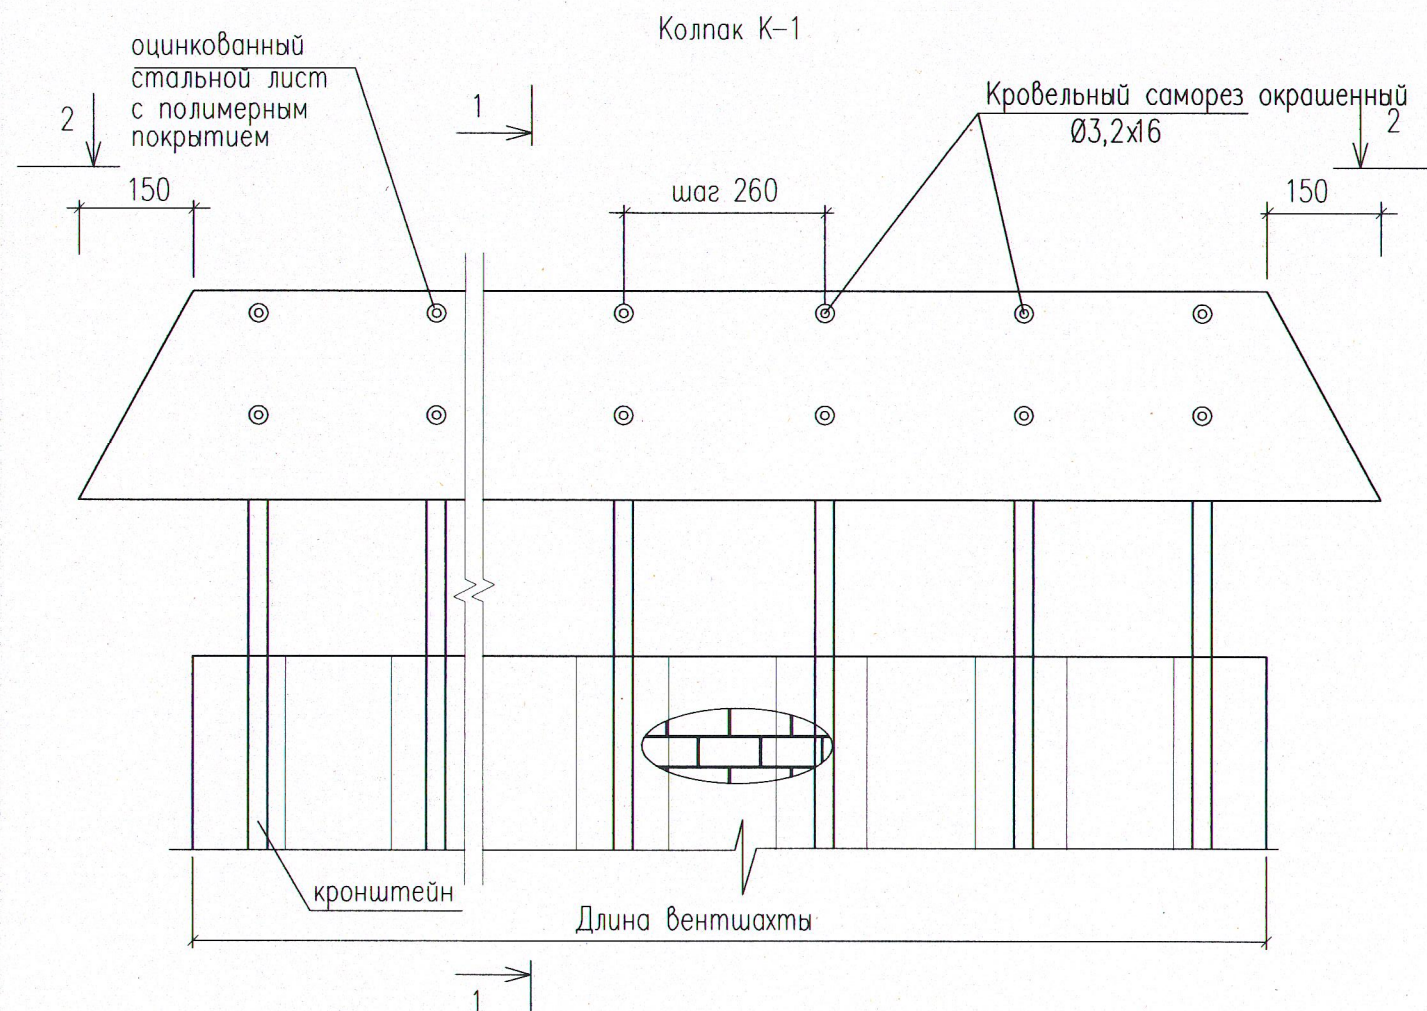 Колпак К-1
оцинкованный
стальной лист
с полимерным
покрытием
1
Кровельный саморез окрашенный
Ø3,2х16
2
2
150
шаг 260
150
кронштейн
Длина вентшахты
1